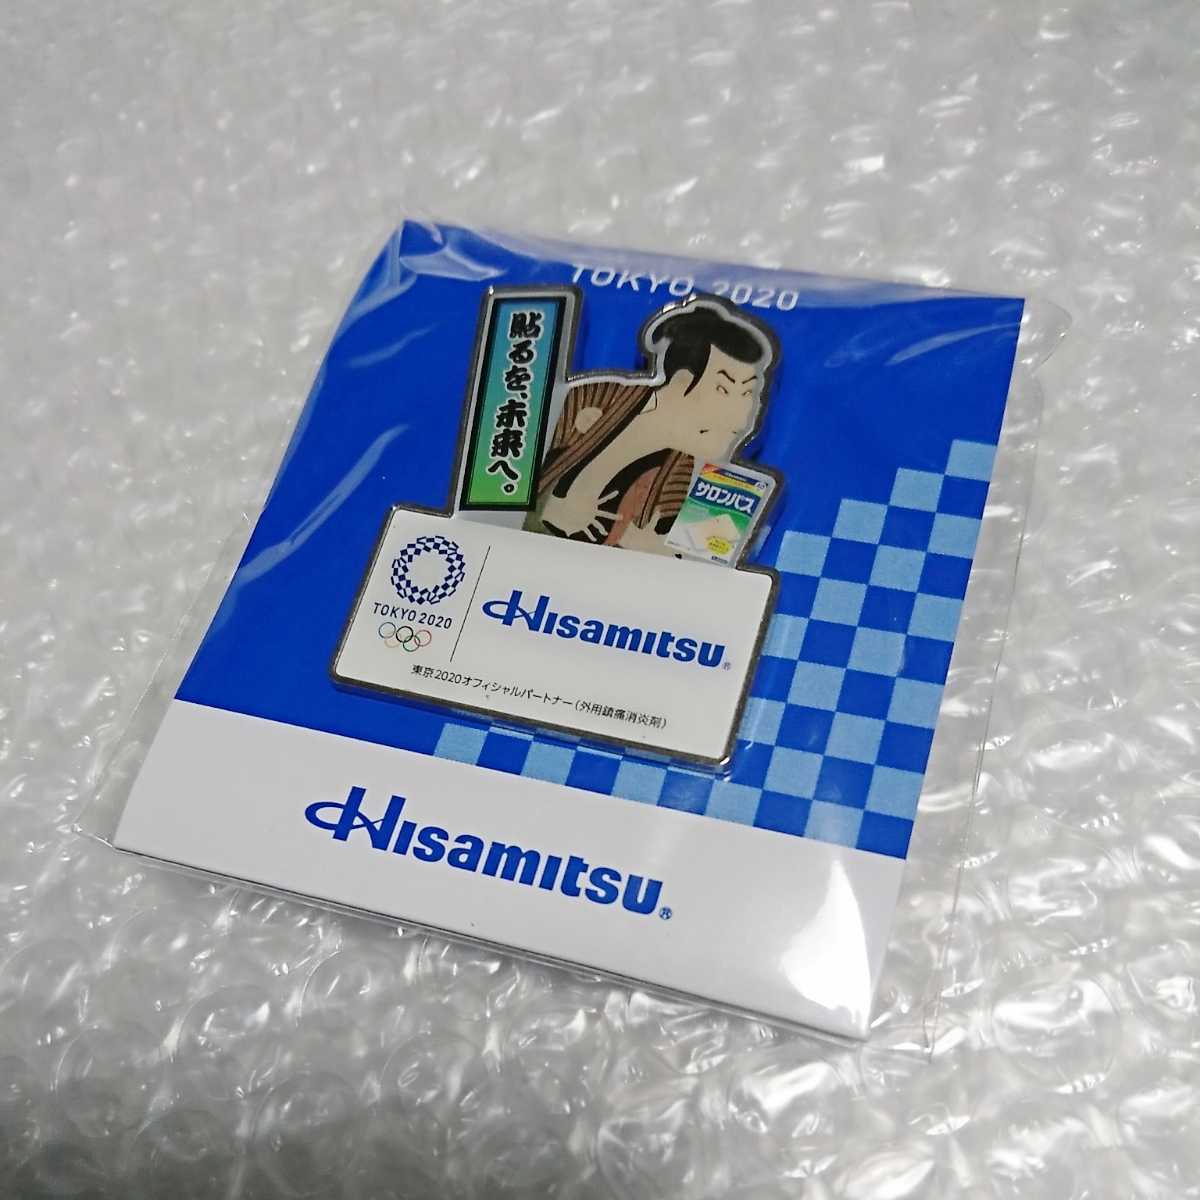 TOKYO 2020
貼るを、未来へ。
サロンパス
TOKYO 2020
Hisamitsu®
東京2020オフィシャルパートナー(外用鎮痛消炎剤)
Hisamitsu®